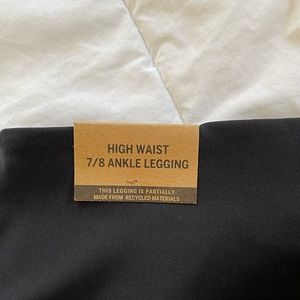 HIGH WAIST
7/8 ANKLE LEGGING
THIS LEGGING IS PARTIALLY
MADE FROM RECYCLED MATERIALS